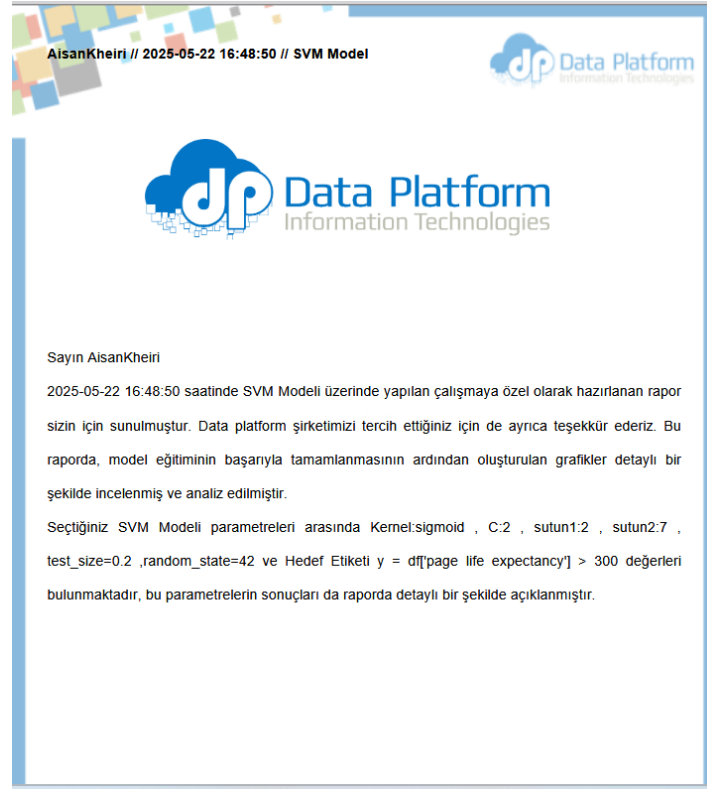 AisanKheiri // 2025-05-22 16:48:50 // SVM Model
dp Data Platform
Information Technologies
dp Data Platform
Information Technologies
Sayın AisanKheiri
2025-05-22 16:48:50 saatinde SVM Modeli üzerinde yapılan çalışmaya özel olarak hazırlanan rapor
sizin için sunulmuştur. Data platform şirketimizi tercih ettiğiniz için de ayrıca teşekkür ederiz. Bu
raporda, model eğitiminin başarıyla tamamlanmasının ardından oluşturulan grafikler detaylı bir
şekilde incelenmiş ve analiz edilmiştir.
Seçtiğiniz SVM Modeli parametreleri arasında Kernel:sigmoid , C:2 , sutun1:2 , sutun2:7 ,
test_size=0.2 ,random_state=42 ve Hedef Etiketi y = df['page life expectancy'] > 300 değerleri
bulunmaktadır, bu parametrelerin sonuçları da raporda detaylı bir şekilde açıklanmıştır.